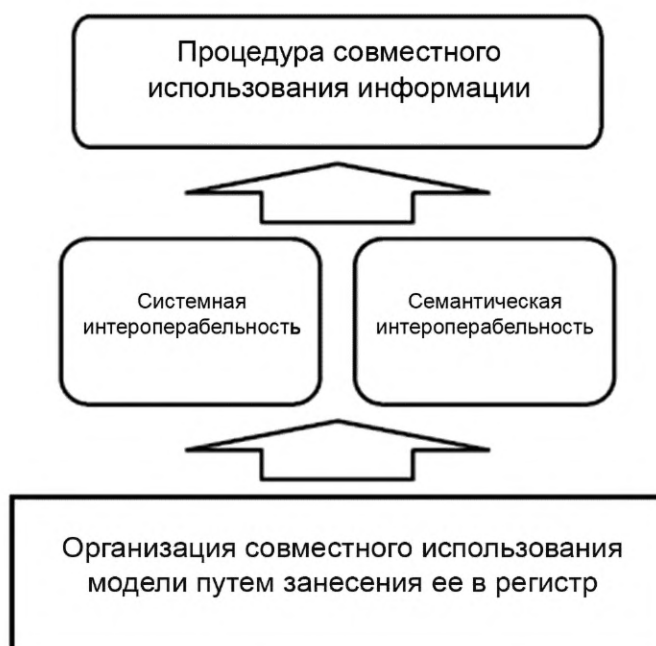 Процедура совместного
использования информации
Системная
интероперабельность
Семантическая
интероперабельность
Организация совместного использования
модели путем занесения ее в регистр